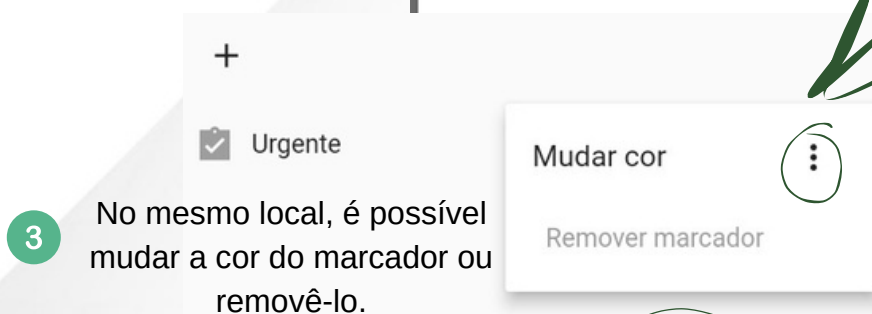 +
Urgente
Mudar cor
Remover marcador
3
No mesmo local, é possível
mudar a cor do marcador ou
removê-lo.